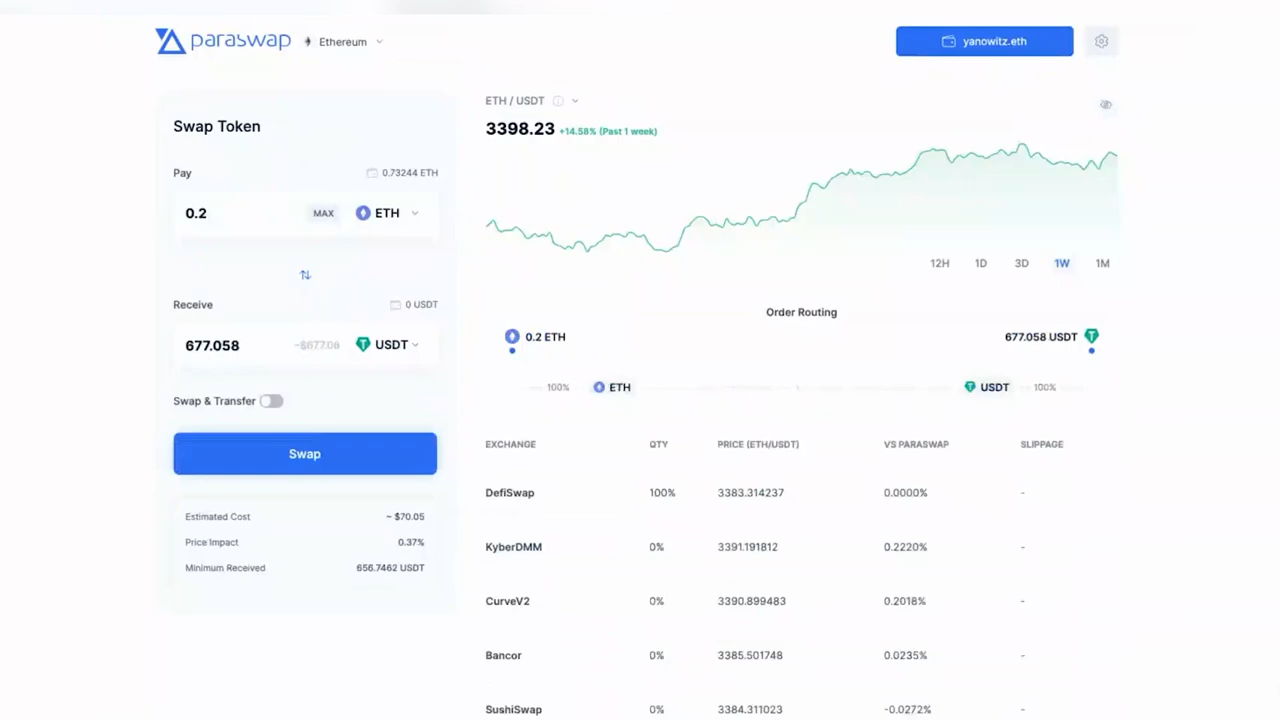 paraswap
Ethereum
yanowitz.eth
Swap Token
Pay
0.73244 ETH
0.2
MAX
ETH
Receive
0 USDT
677.058
~$677.06
USDT
Swap & Transfer
Swap
Estimated Cost
~ $70.05
Price Impact
0.37%
Minimum Received
656.7462 USDT
ETH / USDT
3398.23 +14.58% (Past 1 week)
12H 1D 3D 1W 1M
Order Routing
0.2 ETH
677.058 USDT
100% ETH
USDT 100%
EXCHANGE QTY PRICE (ETH/USDT) VS PARASWAP SLIPPAGE
DefiSwap 100% 3383.314237 0.0000% -
KyberDMM 0% 3391.191812 0.2220% -
CurveV2 0% 3390.899483 0.2018% -
Bancor 0% 3385.501748 0.0235% -
SushiSwap 0% 3384.311023 -0.0272% -